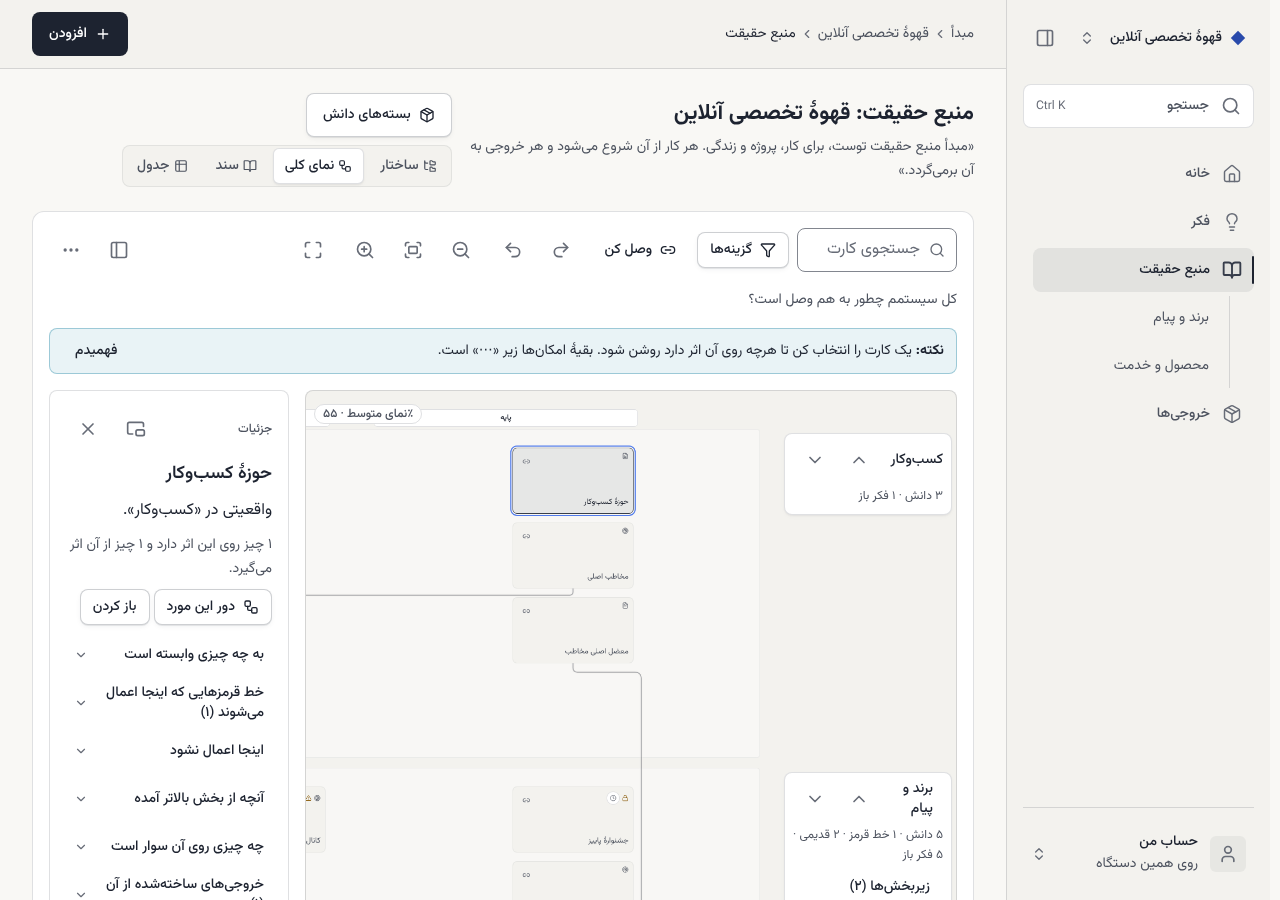 قهوهٔ تخصصی آنلاین
جستجو
Ctrl K
خانه
فکر
منبع حقیقت
برند و پیام
محصول و خدمت
خروجی‌ها
حساب من
روی همین دستگاه
مبدأ › قهوهٔ تخصصی آنلاین › منبع حقیقت
افزودن
منبع حقیقت: قهوهٔ تخصصی آنلاین
«مبدأ منبع حقیقت توست، برای کار، پروژه و زندگی. هر کار از آن شروع می‌شود و هر خروجی به
آن برمی‌گردد.»
بسته‌های دانش
ساختار
نمای کلی
سند
جدول
جستجوی کارت
گزینه‌ها
وصل کن
کل سیستمم چطور به هم وصل است؟
نکته: یک کارت را انتخاب کن تا هرچه روی آن اثر دارد روشن شود. بقیهٔ امکان‌ها زیر «⋯» است.
فهمیدم
پایه
نمای متوسط · ۵۵٪
کسب‌وکار
۳ دانش · ۱ فکر باز
حوزهٔ کسب‌وکار
مخاطب اصلی
معضل اصلی مخاطب
برند و
پیام
۵ دانش · ۱ خط قرمز · ۲ قدیمی ·
۵ فکر باز
زیربخش‌ها (۲)
جشنوارهٔ پاییز
کانال
جزئیات
حوزهٔ کسب‌وکار
واقعیتی در «کسب‌وکار».
۱ چیز روی این اثر دارد و ۱ چیز از آن اثر
می‌گیرد.
دور این مورد
باز کردن
به چه چیزی وابسته است
خط قرمزهایی که اینجا اعمال
می‌شوند (۱)
اینجا اعمال نشود
آنچه از بخش بالاتر آمده
چه چیزی روی آن سوار است
خروجی‌های ساخته‌شده از آن